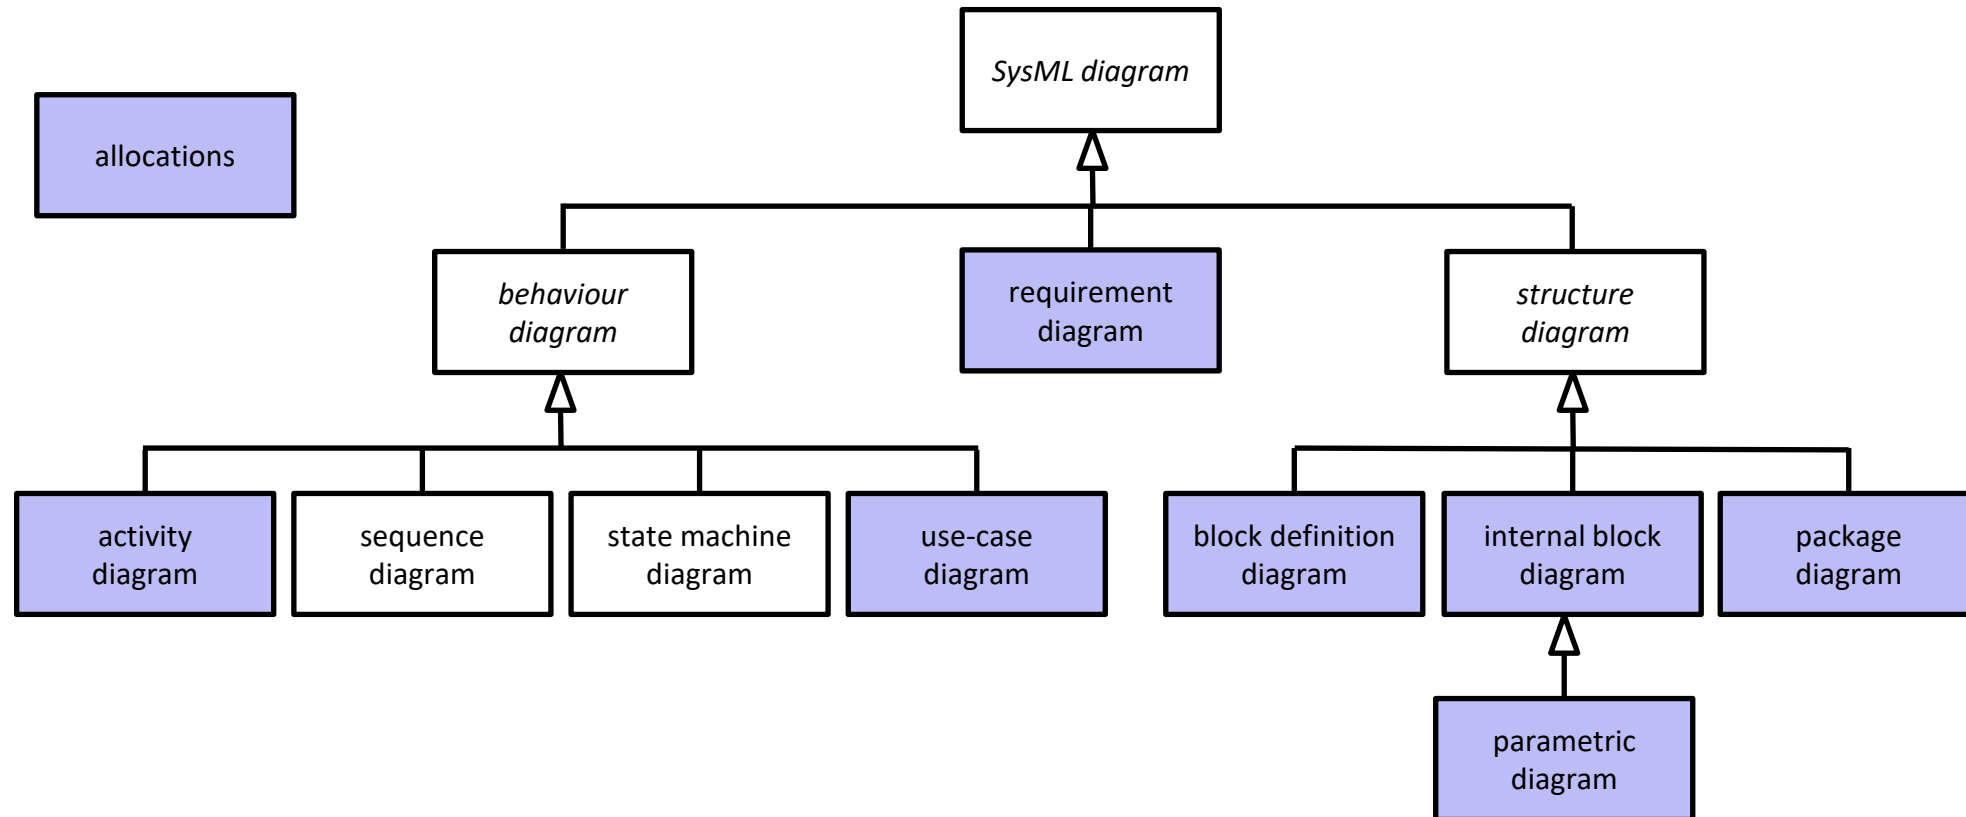 SysML diagram
allocations
behaviour
diagram
requirement
diagram
structure
diagram
activity
diagram
sequence
diagram
state machine
diagram
use-case
diagram
block definition
diagram
internal block
diagram
package
diagram
parametric
diagram